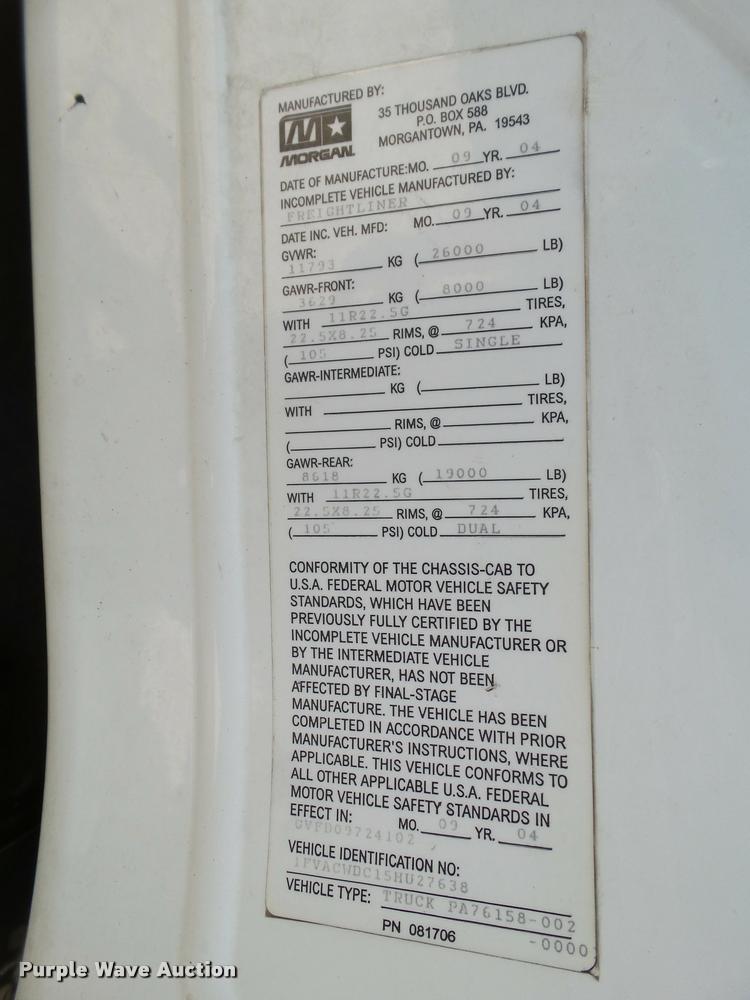 MANUFACTURED BY:
MORGAN
35 THOUSAND OAKS BLVD.
P.O. BOX 588
MORGANTOWN, PA. 19543
DATE OF MANUFACTURE:MO. 09 YR. 04
INCOMPLETE VEHICLE MANUFACTURED BY:
FREIGHTLINER
DATE INC. VEH. MFD: MO. 09 YR. 04
GVWR:
11793 KG ( 26000 LB)
GAWR-FRONT:
3629 KG ( 8000 LB)
WITH 11R22.5G TIRES,
22.5X8.25 RIMS, @ 724 KPA,
( 105 PSI) COLD SINGLE
GAWR-INTERMEDIATE:
KG ( LB)
WITH TIRES,
RIMS, @ KPA,
( PSI) COLD
GAWR-REAR:
8618 KG ( 19000 LB)
WITH 11R22.5G TIRES,
22.5X8.25 RIMS, @ 724 KPA,
( 105 PSI) COLD DUAL
CONFORMITY OF THE CHASSIS-CAB TO
U.S.A. FEDERAL MOTOR VEHICLE SAFETY
STANDARDS, WHICH HAVE BEEN
PREVIOUSLY FULLY CERTIFIED BY THE
INCOMPLETE VEHICLE MANUFACTURER OR
BY THE INTERMEDIATE VEHICLE
MANUFACTURER, HAS NOT BEEN
AFFECTED BY FINAL-STAGE
MANUFACTURE. THE VEHICLE HAS BEEN
COMPLETED IN ACCORDANCE WITH PRIOR
MANUFACTURER'S INSTRUCTIONS, WHERE
APPLICABLE. THIS VEHICLE CONFORMS TO
ALL OTHER APPLICABLE U.S.A. FEDERAL
MOTOR VEHICLE SAFETY STANDARDS IN
EFFECT IN: MO. 09 YR. 04
GVFD09724102
VEHICLE IDENTIFICATION NO:
1FVACWDC15HU27638
VEHICLE TYPE: TRUCK PA76158-002
-0000
PN 081706
Purple Wave Auction